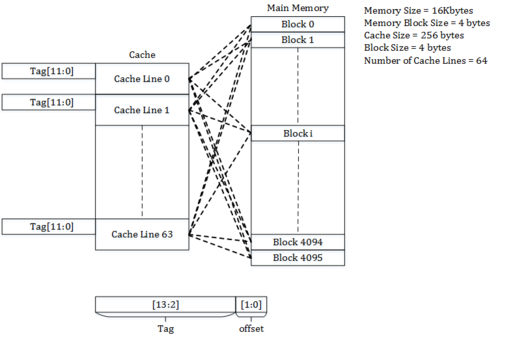 Main Memory
Memory Size = 16Kbytes
Memory Block Size = 4 bytes
Cache Size = 256 bytes
Block Size = 4 bytes
Number of Cache Lines = 64
Block 0
Block 1
Cache
Tag[11:0]
Cache Line 0
Tag[11:0]
Cache Line 1
Block i
Tag[11:0]
Cache Line 63
Block 4094
Block 4095
[13:2]
[1:0]
Tag
offset